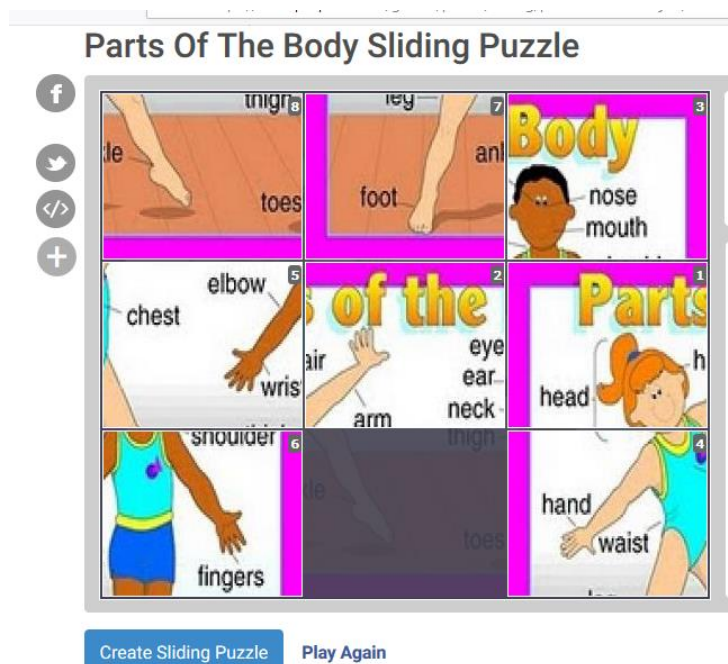 Parts Of The Body Sliding Puzzle
f
thigh 8
leg 7
Body 3
toes
foot
nose
mouth
elbow 5
chest
s of the 2
eye
ear
arm
neck
Parts 1
head
shoulder 6
fingers
thigh
toes
hand 4
waist
Create Sliding Puzzle Play Again